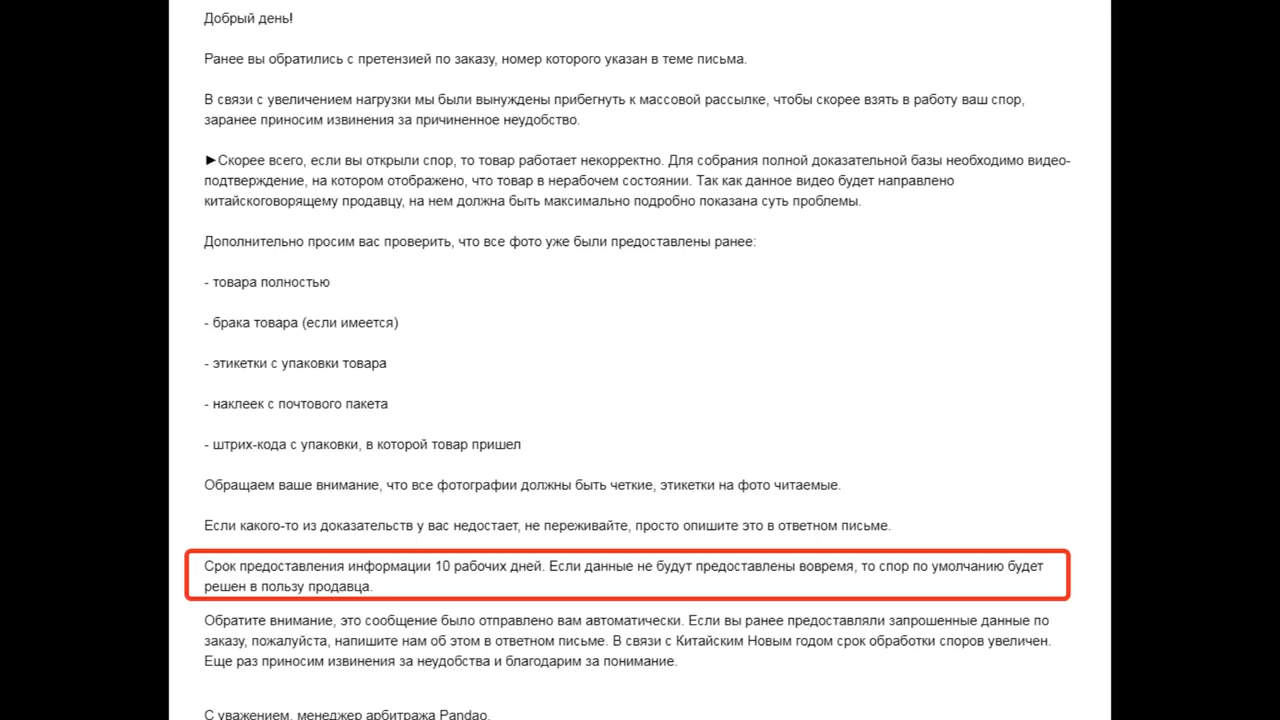 Добрый день!
Ранее вы обратились с претензией по заказу, номер которого указан в теме письма.
В связи с увеличением нагрузки мы были вынуждены прибегнуть к массовой рассылке, чтобы скорее взять в работу ваш спор,
заранее приносим извинения за причиненное неудобство.
►Скорее всего, если вы открыли спор, то товар работает некорректно. Для собрания полной доказательной базы необходимо видео-
подтверждение, на котором отображено, что товар в нерабочем состоянии. Так как данное видео будет направлено
китайскоговорящему продавцу, на нем должна быть максимально подробно показана суть проблемы.
Дополнительно просим вас проверить, что все фото уже были предоставлены ранее:
- товара полностью
- брака товара (если имеется)
- этикетки с упаковки товара
- наклеек с почтового пакета
- штрих-кода с упаковки, в которой товар пришел
Обращаем ваше внимание, что все фотографии должны быть четкие, этикетки на фото читаемые.
Если какого-то из доказательств у вас недостает, не переживайте, просто опишите это в ответном письме.
Срок предоставления информации 10 рабочих дней. Если данные не будут предоставлены вовремя, то спор по умолчанию будет
решен в пользу продавца.
Обратите внимание, это сообщение было отправлено вам автоматически. Если вы ранее предоставляли запрошенные данные по
заказу, пожалуйста, напишите нам об этом в ответном письме. В связи с Китайским Новым годом срок обработки споров увеличен.
Еще раз приносим извинения за неудобства и благодарим за понимание.
С уважением, менеджер арбитража Pandao.